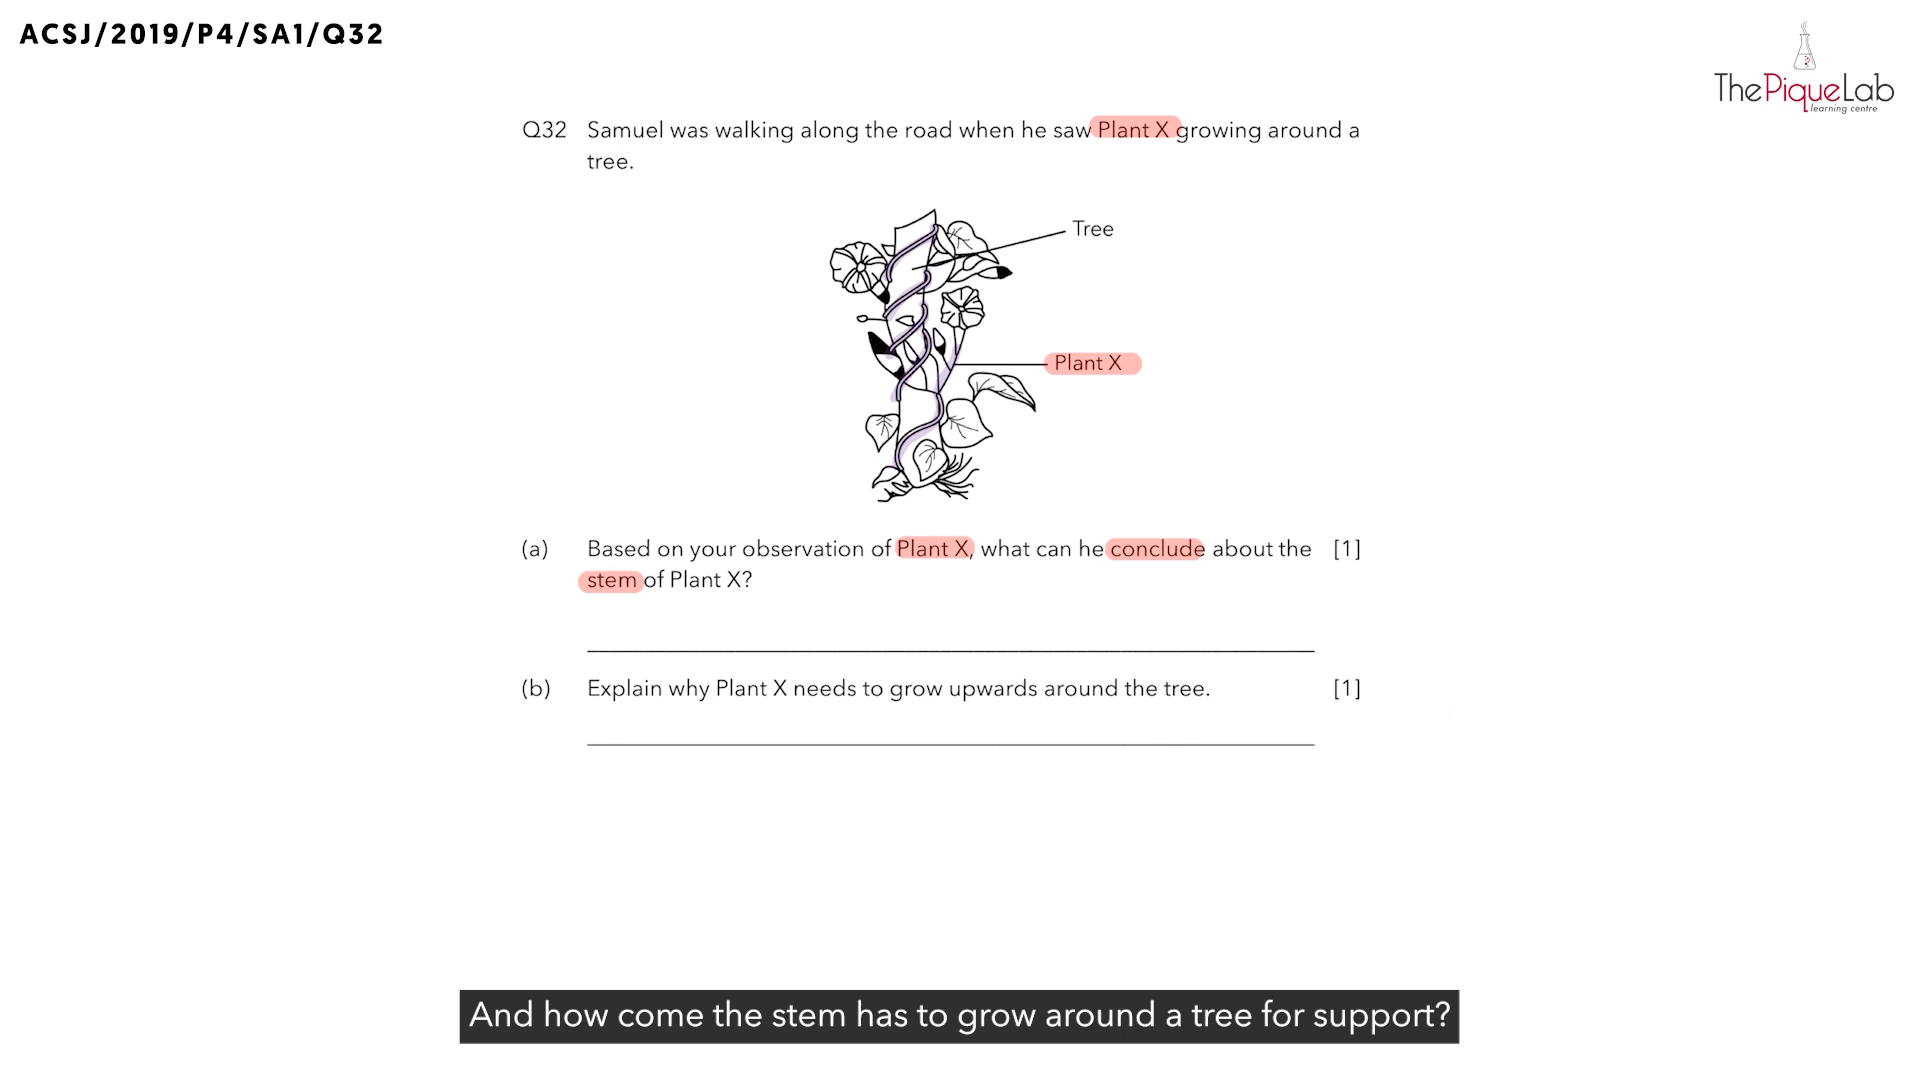 ACSJ/2019/P4/SA1/Q32
ThePiqueLab
learning centre
Q32 Samuel was walking along the road when he saw Plant X growing around a
tree.
Tree
Plant X
(a) Based on your observation of Plant X, what can he conclude about the [1]
stem of Plant X?
(b) Explain why Plant X needs to grow upwards around the tree. [1]
And how come the stem has to grow around a tree for support?